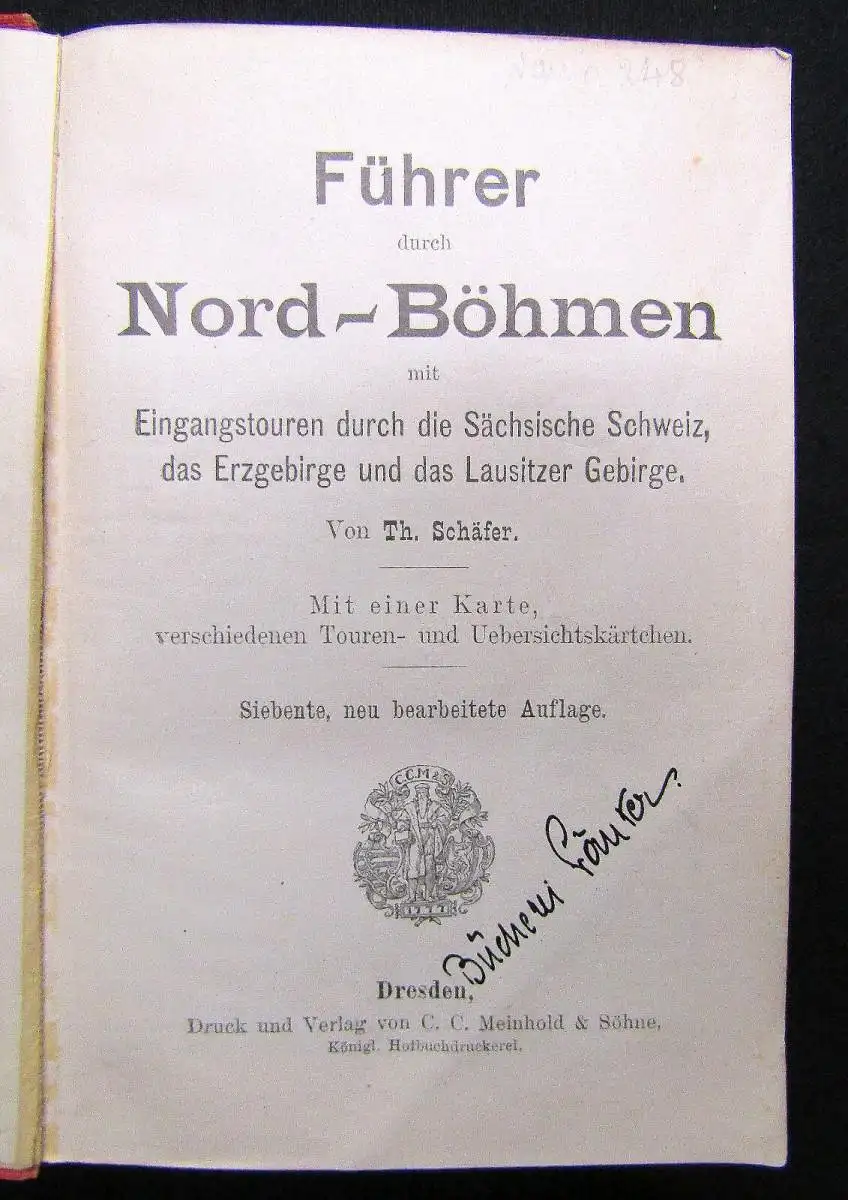 248
Führer
durch
Nord-Böhmen
mit
Eingangstouren durch die Sächsische Schweiz,
das Erzgebirge und das Lausitzer Gebirge.
Von Th. Schäfer.
Mit einer Karte,
verschiedenen Touren- und Uebersichtskärtchen.
Siebente, neu bearbeitete Auflage.
C.C.M&S
1777
Bücherei
Dresden,
Druck und Verlag von C. C. Meinhold & Söhne,
Königl. Hofbuchdruckerei.